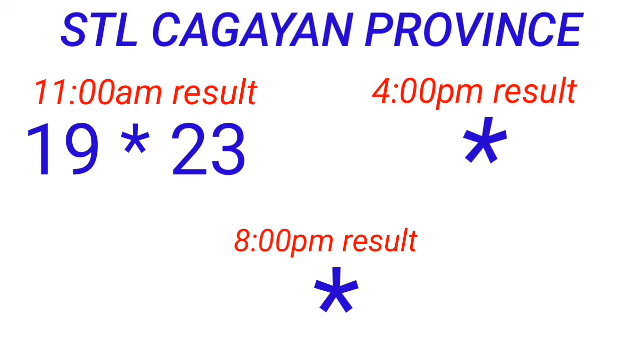 STL CAGAYAN PROVINCE
11:00am result
4:00pm result
19 * 23
*
8:00pm result
*